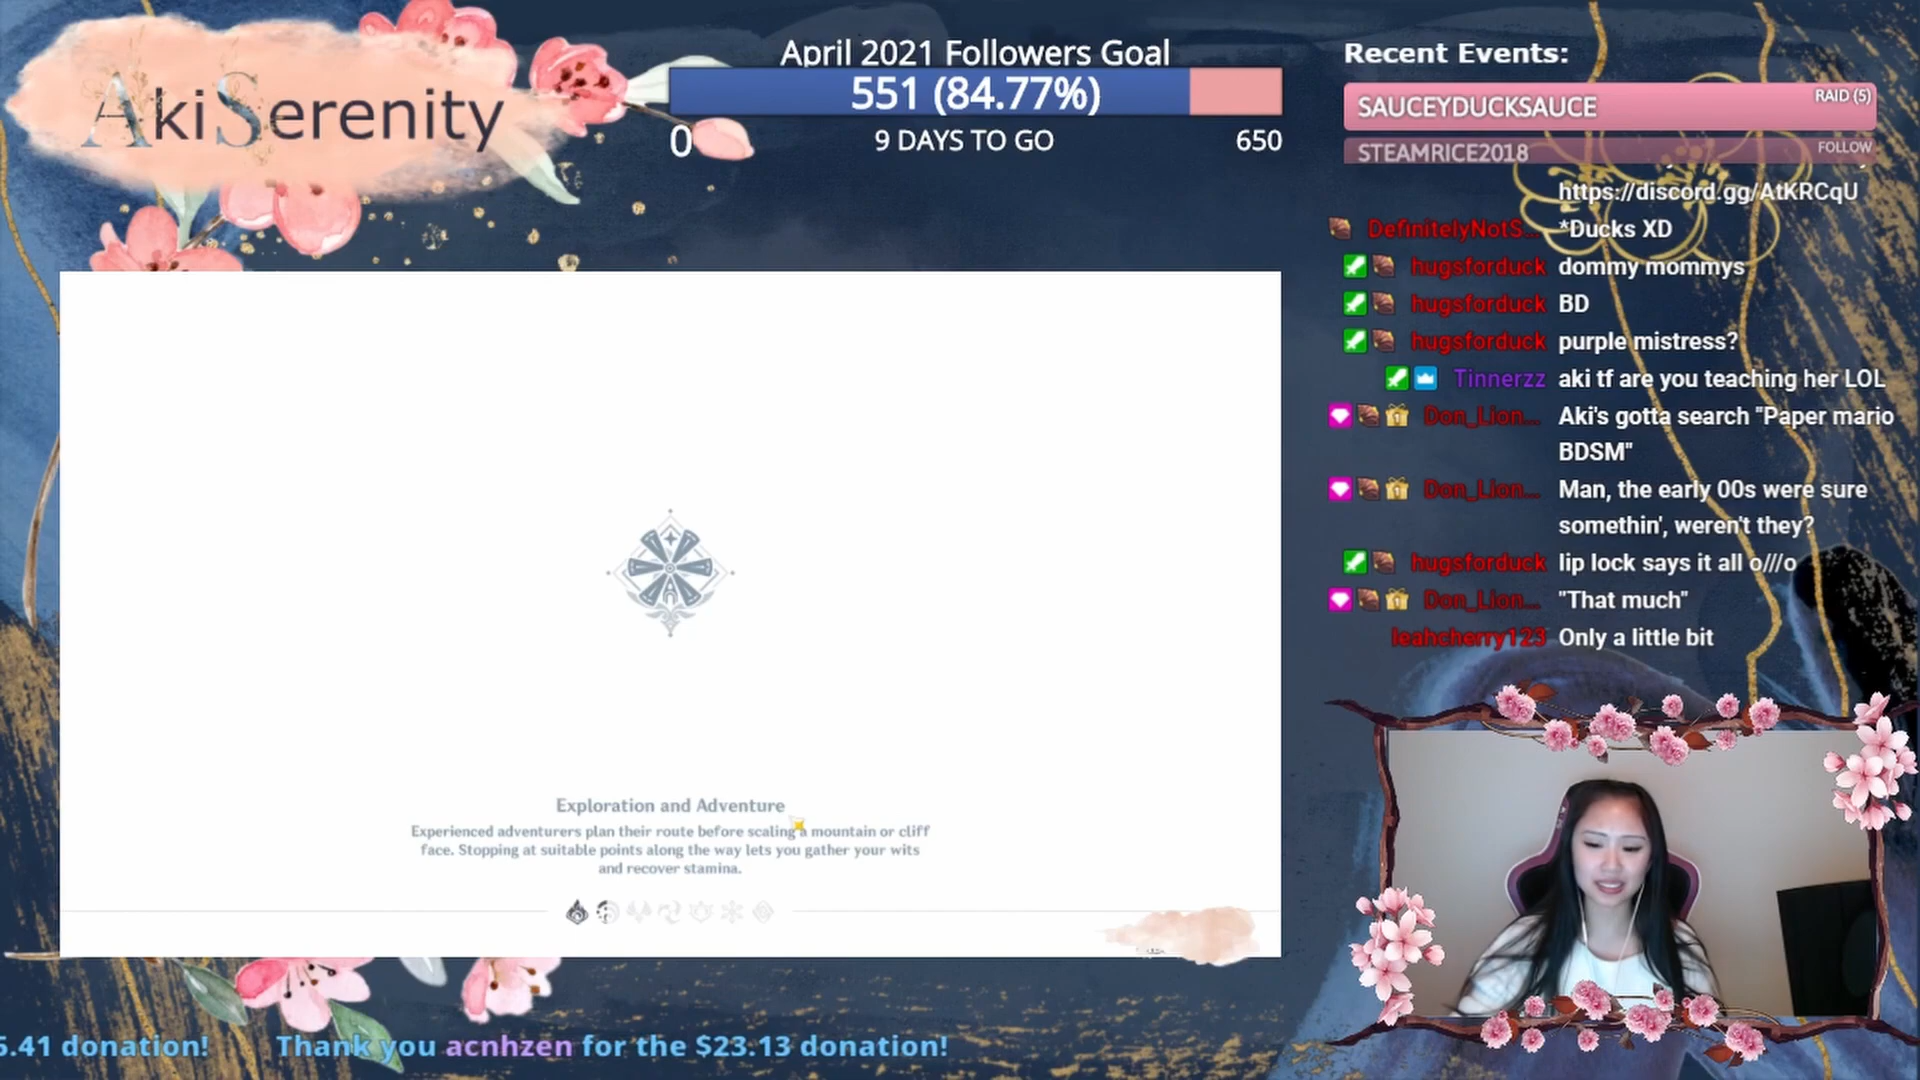 AkiSerenity
April 2021 Followers Goal
551 (84.77%)
0
9 DAYS TO GO
650
Recent Events:
SAUCEYDUCKSAUCE
RAID (5)
STEAMRICE2018
FOLLOW
https://discord.gg/AtKRCqU
DefinitelyNotS... *Ducks XD
hugsforduck dommy mommys
hugsforduck BD
hugsforduck purple mistress?
Tinnerzz aki tf are you teaching her LOL
Don_Lion... Aki's gotta search "Paper mario
BDSM"
Don_Lion... Man, the early 00s were sure
somethin', weren't they?
hugsforduck lip lock says it all o///o
Don_Lion... "That much"
leahcherry123 Only a little bit
Exploration and Adventure
Experienced adventurers plan their route before scaling a mountain or cliff
face. Stopping at suitable points along the way lets you gather your wits
and recover stamina.
5.41 donation! Thank you acnhzen for the $23.13 donation!